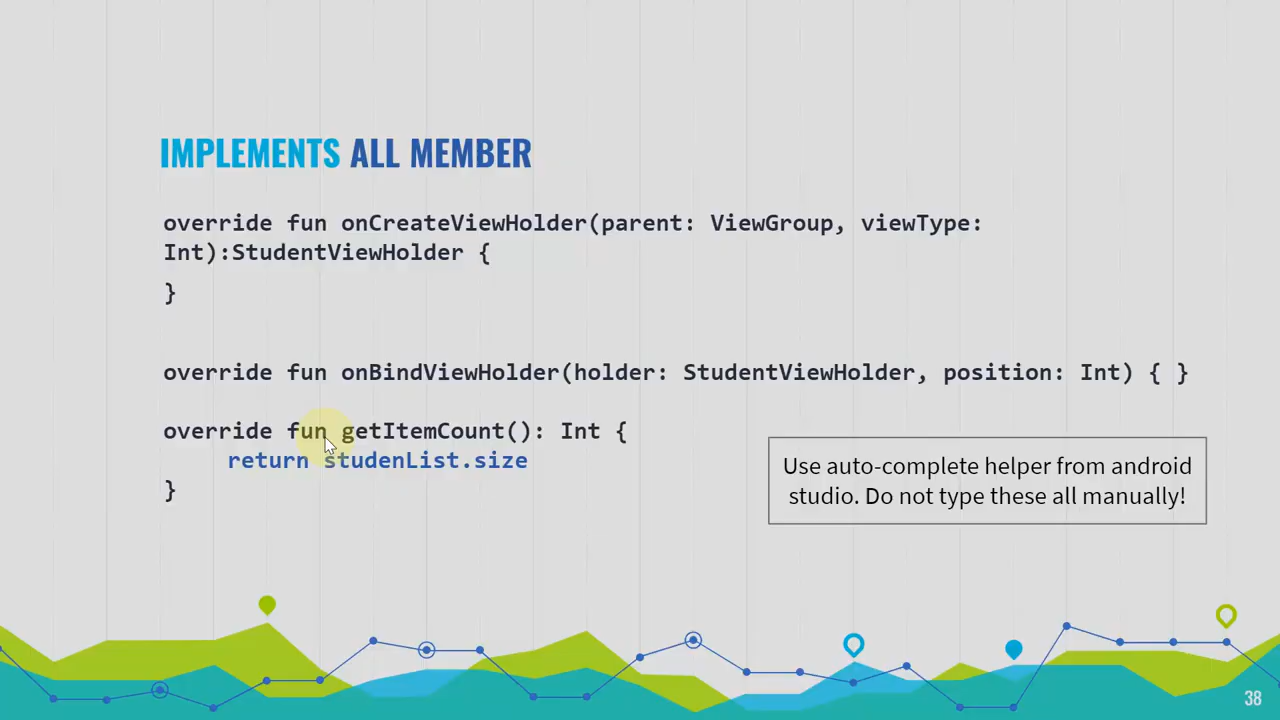 IMPLEMENTS ALL MEMBER
override fun onCreateViewHolder(parent: ViewGroup, viewType:
Int):StudentViewHolder {
}
override fun onBindViewHolder(holder: StudentViewHolder, position: Int) { }
override fun getItemCount(): Int {
return studenList.size
}
Use auto-complete helper from android
studio. Do not type these all manually!
38